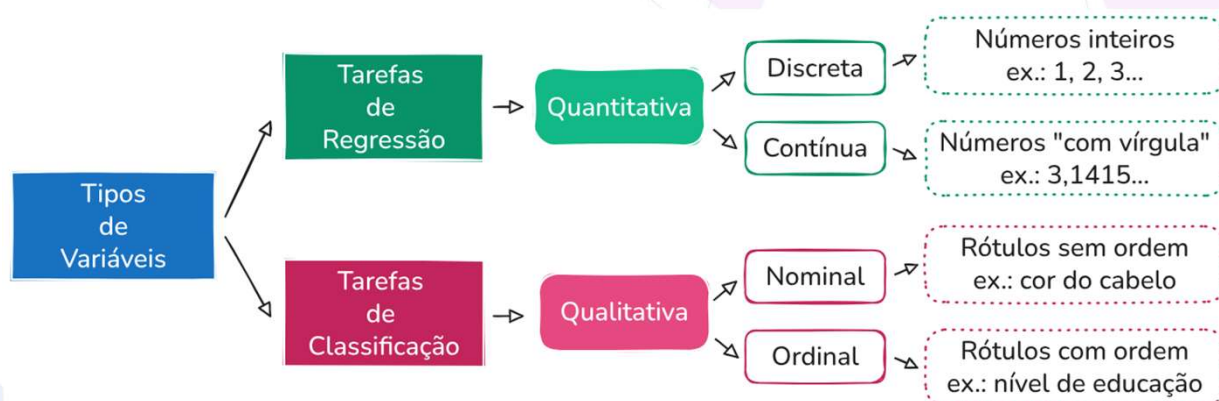 Tipos
de
Variáveis
Tarefas
de
Regressão
Quantitativa
Discreta
Números inteiros
ex.: 1, 2, 3...
Contínua
Números "com vírgula"
ex.: 3,1415...
Tarefas
de
Classificação
Qualitativa
Nominal
Rótulos sem ordem
ex.: cor do cabelo
Ordinal
Rótulos com ordem
ex.: nível de educação